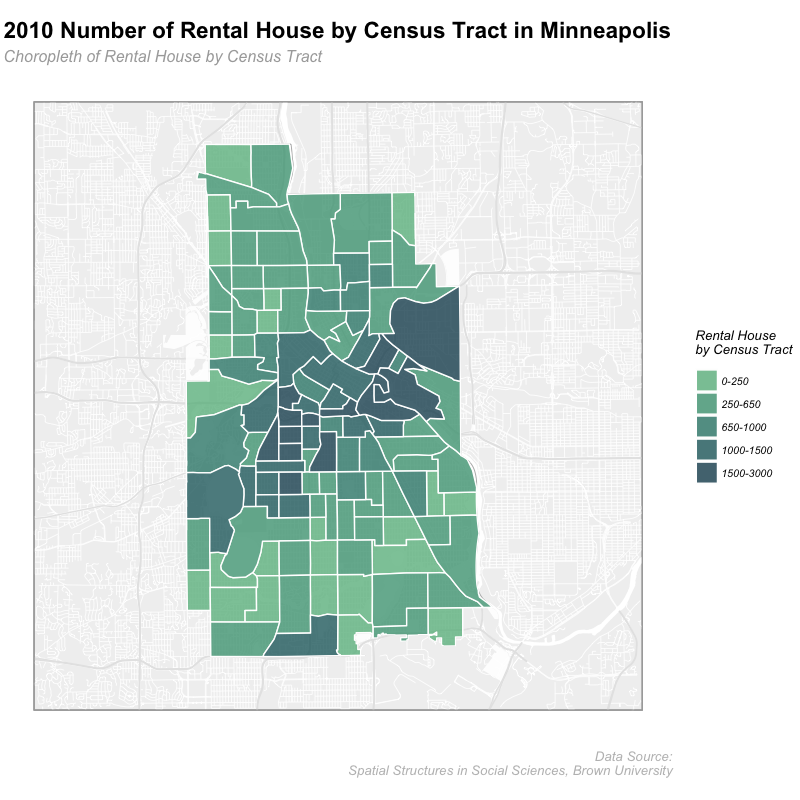 2010 Number of Rental House by Census Tract in Minneapolis
Choropleth of Rental House by Census Tract
Rental House
by Census Tract
0-250
250-650
650-1000
1000-1500
1500-3000
Data Source:
Spatial Structures in Social Sciences, Brown University